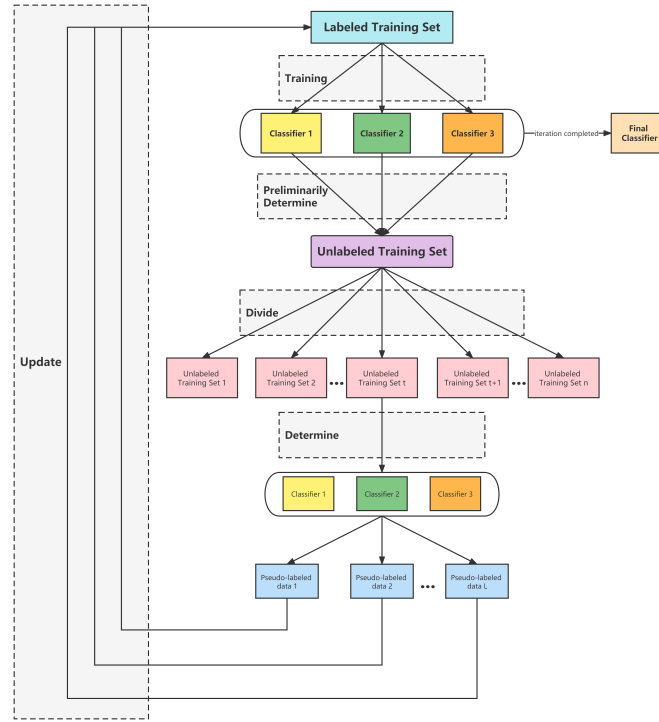 Labeled Training Set
Training
Classifier 1
Classifier 2
Classifier 3
iteration completed
Final
Classifier
Preliminarily
Determine
Unlabeled Training Set
Divide
Update
Unlabeled
Training Set 1
Unlabeled
Training Set 2
...
Unlabeled
Training Set t
Unlabeled
Training Set t+1
...
Unlabeled
Training Set n
Determine
Classifier 1
Classifier 2
Classifier 3
Pseudo-labeled
data 1
Pseudo-labeled
data 2
...
Pseudo-labeled
data L